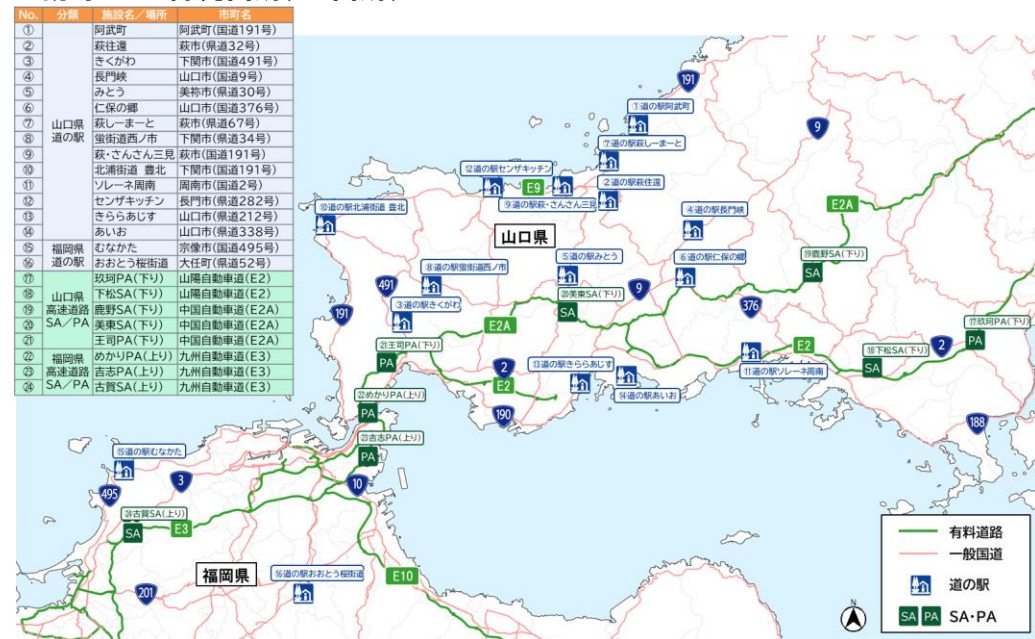 No. 分類 施設名／場所 市町名
① 山口県道の駅 阿武町 阿武町(国道191号)
② 萩往還 萩市(県道32号)
③ きくがわ 下関市(国道491号)
④ 長門峡 山口市(国道9号)
⑤ みとう 美祢市(県道30号)
⑥ 仁保の郷 山口市(国道376号)
⑦ 萩しーまーと 萩市(県道67号)
⑧ 蛍街道西ノ市 下関市(県道34号)
⑨ 萩・さんさん三見 萩市(国道191号)
⑩ 北浦街道 豊北 下関市(国道191号)
⑪ ソレーネ周南 周南市(国道2号)
⑫ センザキッチン 長門市(県道282号)
⑬ きららあじす 山口市(県道212号)
⑭ あいお 山口市(県道338号)
⑮ 福岡県道の駅 むなかた 宗像市(国道495号)
⑯ おおとう桜街道 大任町(県道52号)
⑰ 山口県高速道路SA／PA 玖珂PA(下り) 山陽自動車道(E2)
⑱ 下松SA(下り) 山陽自動車道(E2)
⑲ 鹿野SA(下り) 中国自動車道(E2A)
⑳ 美東SA(下り) 中国自動車道(E2A)
㉑ 王司PA(下り) 中国自動車道(E2A)
㉒ 福岡県高速道路SA／PA めかりPA(上り) 九州自動車道(E3)
㉓ 吉志PA(上り) 九州自動車道(E3)
㉔ 古賀SA(上り) 九州自動車道(E3)
191
①道の駅阿武町
9
⑦道の駅萩しーまーと
⑫道の駅センザキッチン
E9
②道の駅萩往還
⑨道の駅萩・さんさん三見
⑩道の駅北浦街道 豊北
④道の駅長門峡
E2A
山口県
⑤道の駅みとう
⑥道の駅仁保の郷
⑲鹿野SA(下り)
SA
⑧道の駅蛍街道西ノ市
491
⑳美東SA(下り)
9
SA
③道の駅きくがわ
191
376
E2A
⑰玖珂PA(下り)
PA
㉑王司PA(下り)
PA
2
E2
⑬道の駅きららあじす
E2
⑱下松SA(下り)
SA
2
⑪道の駅ソレーネ周南
⑭道の駅あいお
㉒めかりPA(上り)
PA
190
188
㉓吉志PA(上り)
PA
⑮道の駅むなかた
3
10
495
㉔古賀SA(上り)
SA
E3
福岡県
⑯道の駅おおとう桜街道
E10
201
有料道路
一般国道
道の駅
SA PA SA・PA
N